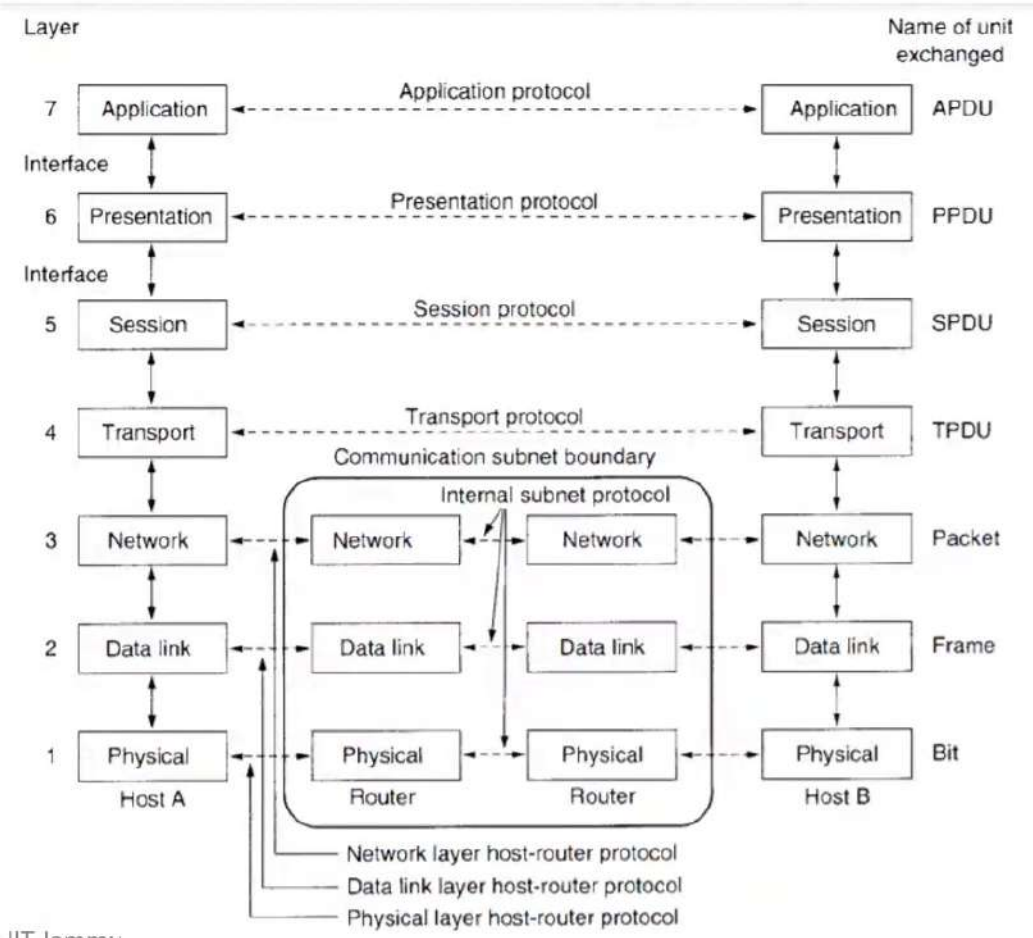 Layer
Name of unit
exchanged
Application protocol
7 Application Application APDU
Interface
Presentation protocol
6 Presentation Presentation PPDU
Interface
Session protocol
5 Session Session SPDU
Transport protocol
4 Transport Transport TPDU
Communication subnet boundary
Internal subnet protocol
3 Network Network Network Network Packet
2 Data link Data link Data link Data link Frame
1 Physical Physical Physical Physical Bit
Host A Router Router Host B
Network layer host-router protocol
Data link layer host-router protocol
Physical layer host-router protocol